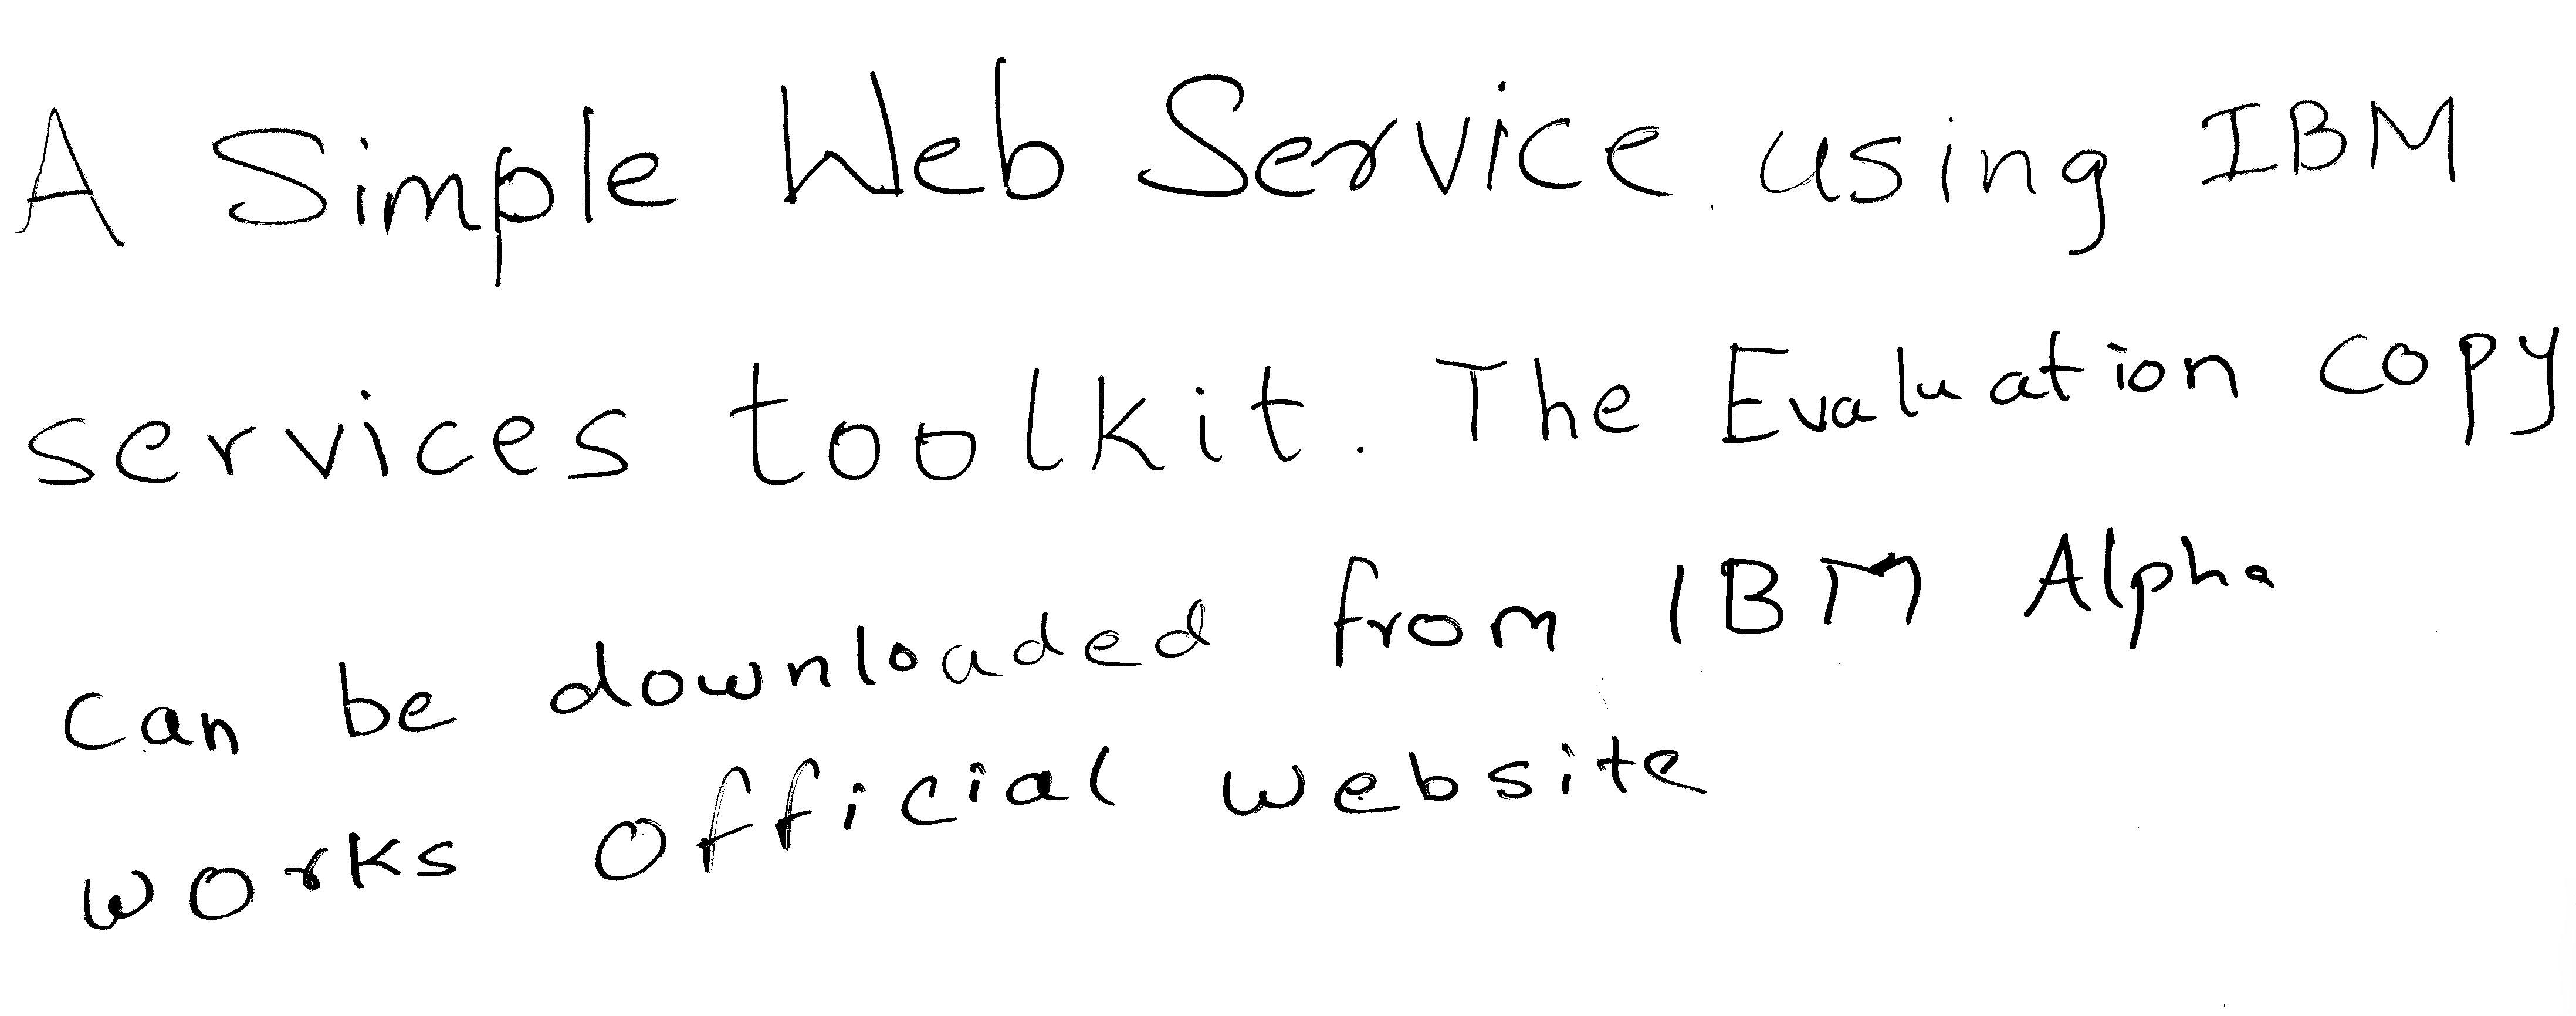 A Simple Web Service using IBM
services toolkit. The Evaluation copy
can be downloaded from IBM Alpha
works official website